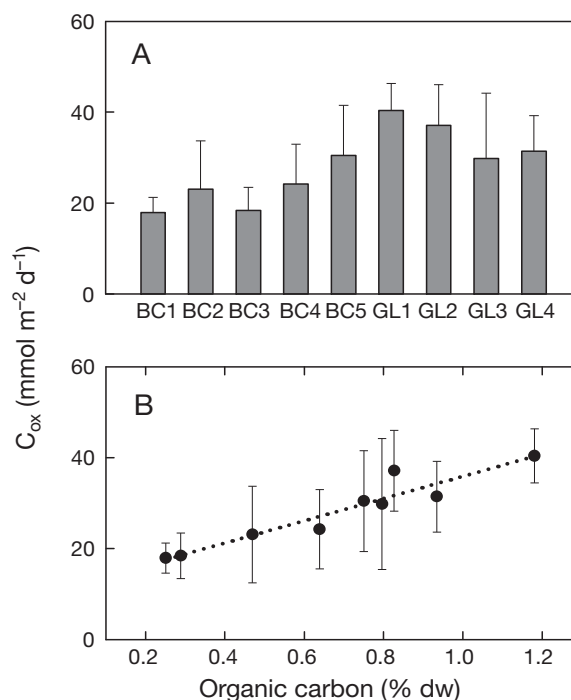 60
A
40
20
0
BC1 BC2 BC3 BC4 BC5 GL1 GL2 GL3 GL4
C_ox (mmol m⁻² d⁻¹)
60
B
40
20
0
0.2 0.4 0.6 0.8 1.0 1.2
Organic carbon (% dw)